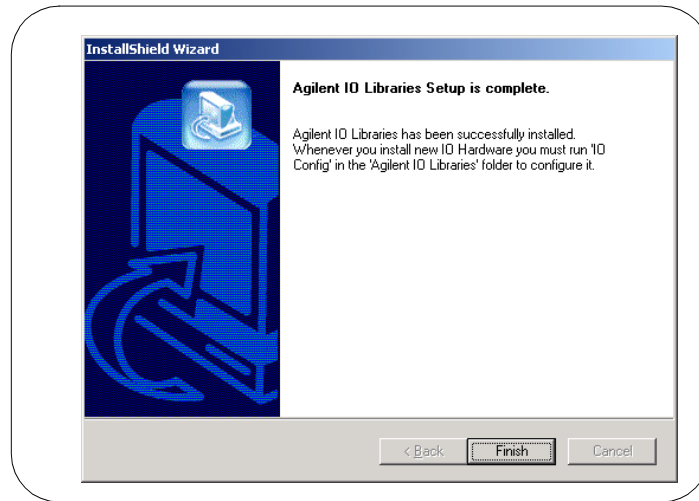 InstallShield Wizard
Agilent IO Libraries Setup is complete.
Agilent IO Libraries has been successfully installed.
Whenever you install new IO Hardware you must run 'IO
Config' in the 'Agilent IO Libraries' folder to configure it.
< Back
Finish
Cancel